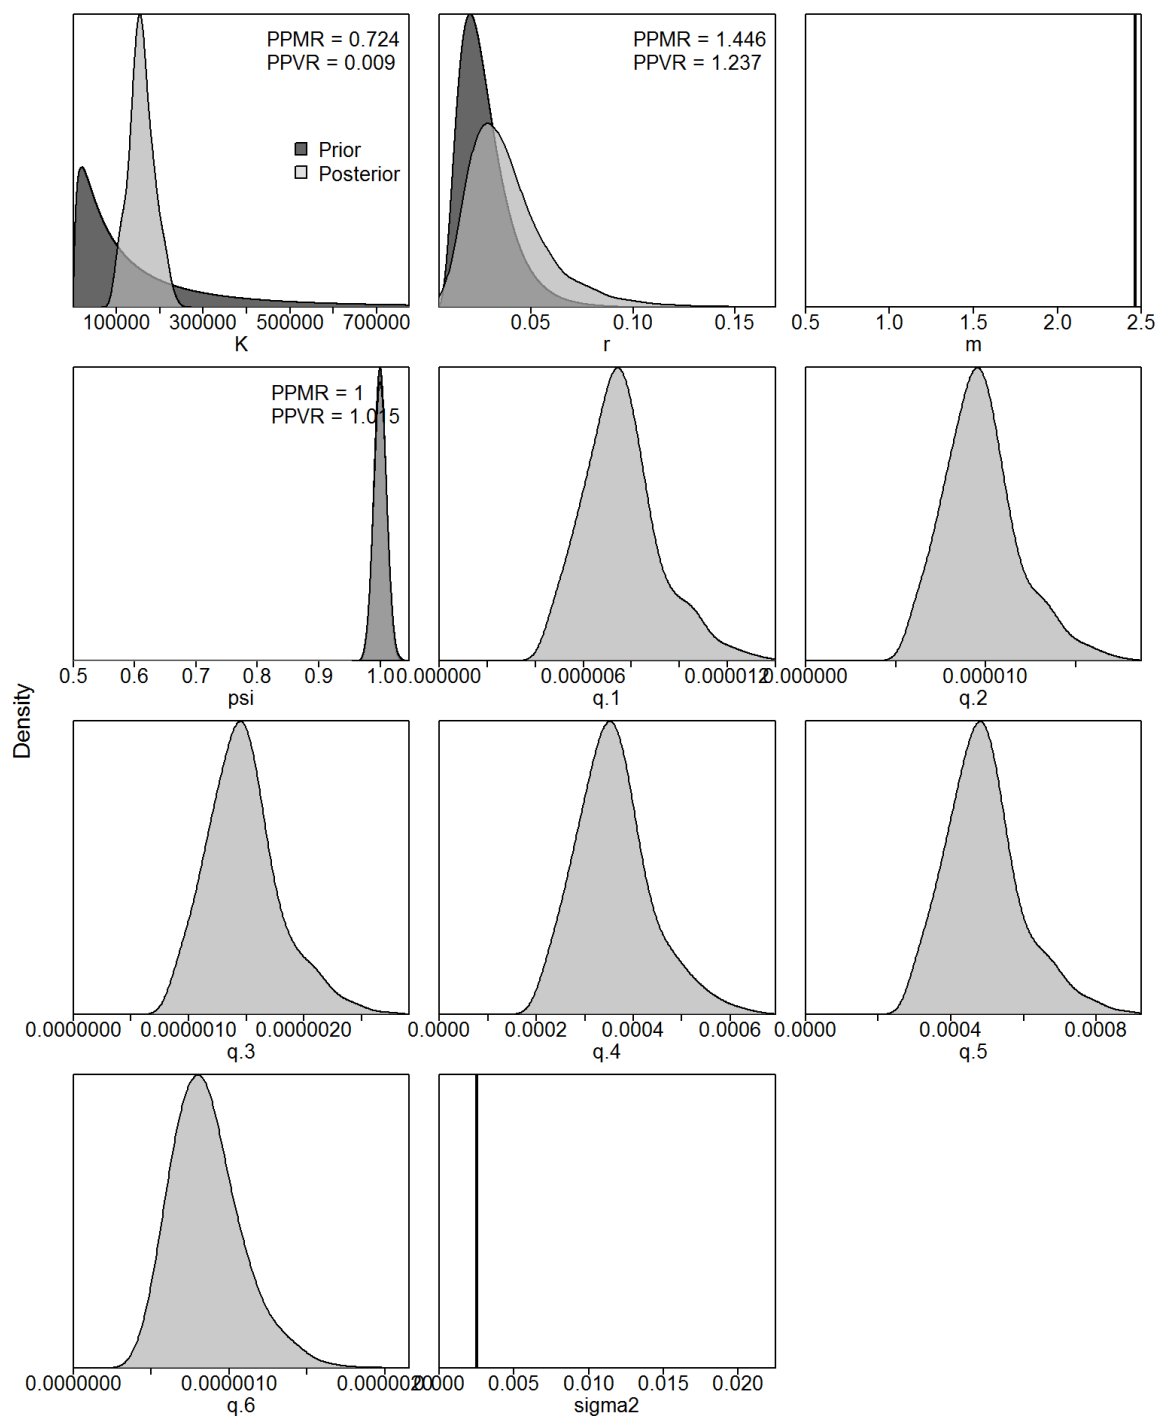 PPMR = 0.724
PPVR = 0.009
Prior
Posterior
100000 300000 500000 700000
K
PPMR = 1.446
PPVR = 1.237
0.05 0.10 0.15
r
0.5 1.0 1.5 2.0 2.5
m
PPMR = 1
PPVR = 1.015
0.5 0.6 0.7 0.8 0.9 1.0
psi
0.000000 0.000006 0.000012
q.1
0.000000 0.000010
q.2
Density
0.0000000 0.0000010 0.0000020
q.3
0.0000 0.0002 0.0004 0.0006
q.4
0.0000 0.0004 0.0008
q.5
0.0000000 0.0000010 0.0000020
q.6
0.000 0.005 0.010 0.015 0.020
sigma2